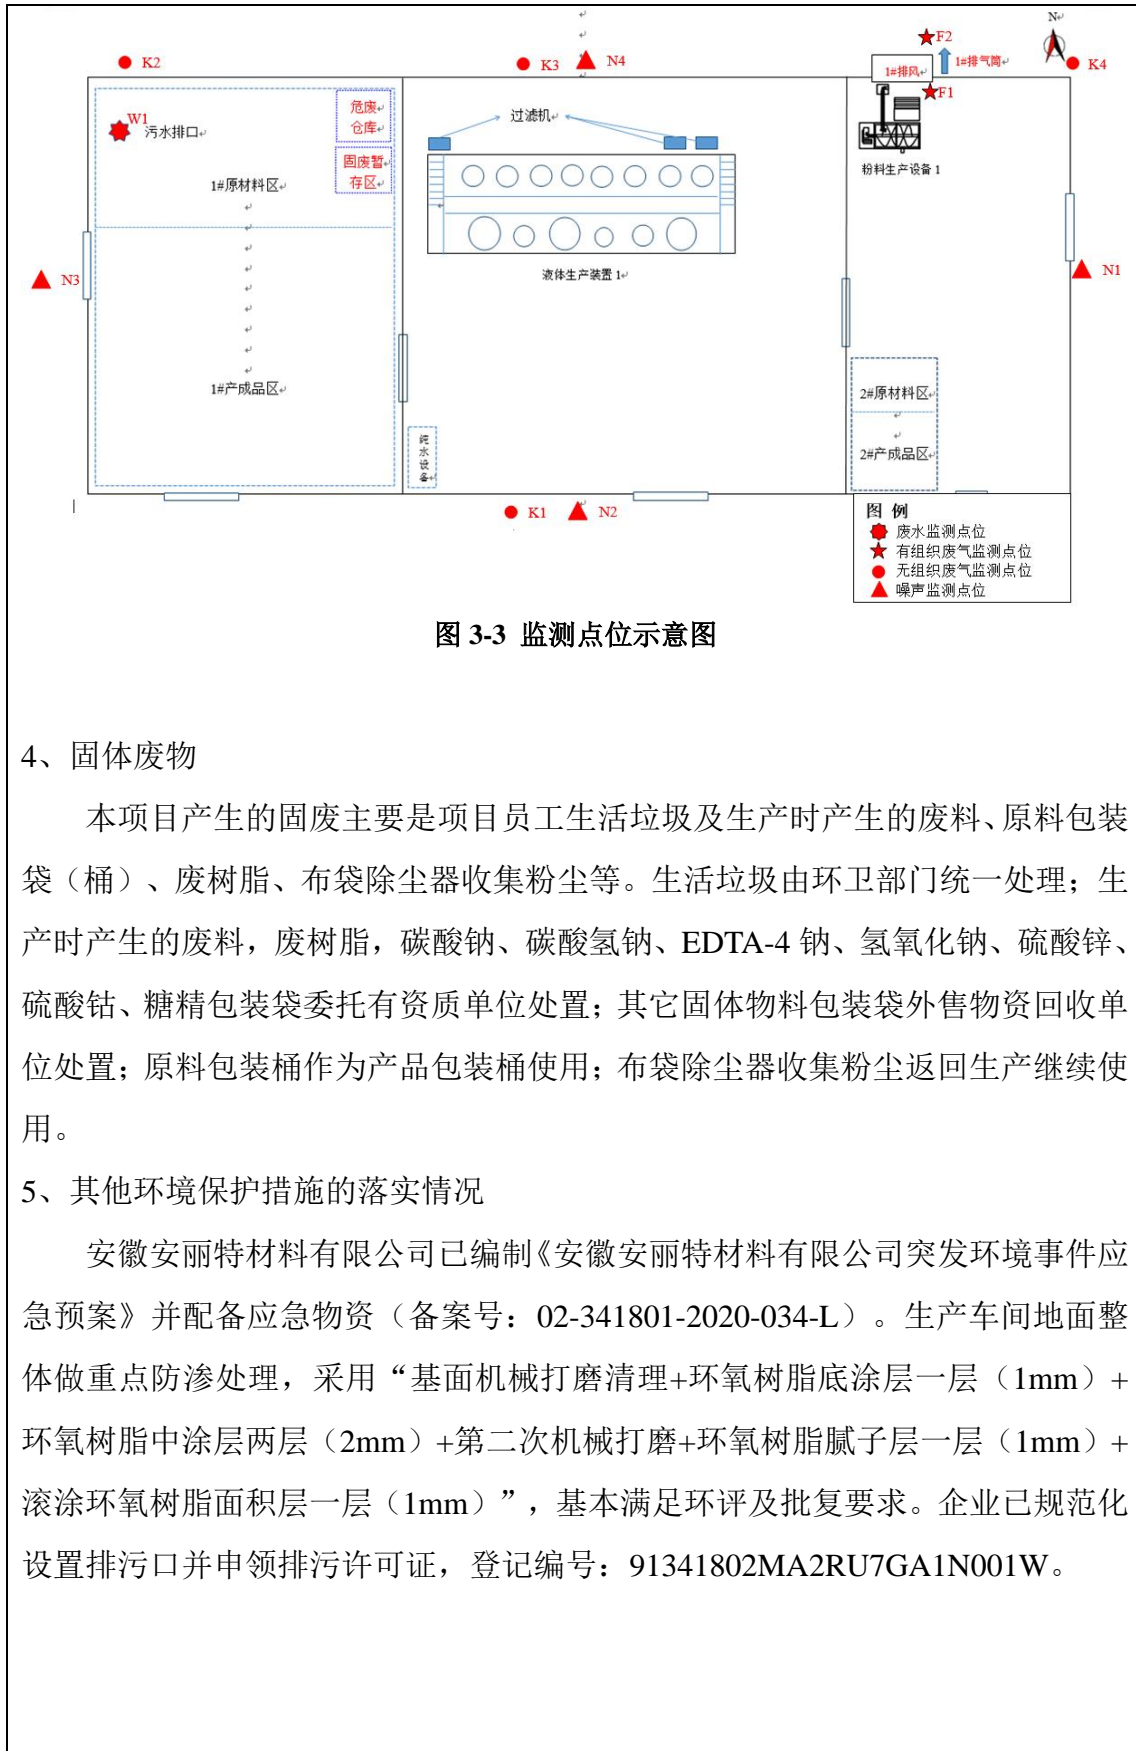 N
K2
K3
N4
F2
1#排风
1#排气筒
K4
F1
W1
污水排口
危废
仓库
过滤机
固废暂
存区
1#原材料区
粉料生产设备 1
N3
液体生产装置 1
N1
1#产成品区
2#原材料区
纯
水
设
备
2#产成品区
K1
N2
图 例
废水监测点位
有组织废气监测点位
无组织废气监测点位
噪声监测点位
图 3-3 监测点位示意图
4、固体废物
本项目产生的固废主要是项目员工生活垃圾及生产时产生的废料、原料包装
袋（桶）、废树脂、布袋除尘器收集粉尘等。生活垃圾由环卫部门统一处理；生
产时产生的废料，废树脂，碳酸钠、碳酸氢钠、EDTA-4 钠、氢氧化钠、硫酸锌、
硫酸钴、糖精包装袋委托有资质单位处置；其它固体物料包装袋外售物资回收单
位处置；原料包装桶作为产品包装桶使用；布袋除尘器收集粉尘返回生产继续使
用。
5、其他环境保护措施的落实情况
安徽安丽特材料有限公司已编制《安徽安丽特材料有限公司突发环境事件应
急预案》并配备应急物资（备案号：02-341801-2020-034-L）。生产车间地面整
体做重点防渗处理，采用“基面机械打磨清理+环氧树脂底涂层一层（1mm）+
环氧树脂中涂层两层（2mm）+第二次机械打磨+环氧树脂腻子层一层（1mm）+
滚涂环氧树脂面积层一层（1mm）”，基本满足环评及批复要求。企业已规范化
设置排污口并申领排污许可证，登记编号：91341802MA2RU7GA1N001W。